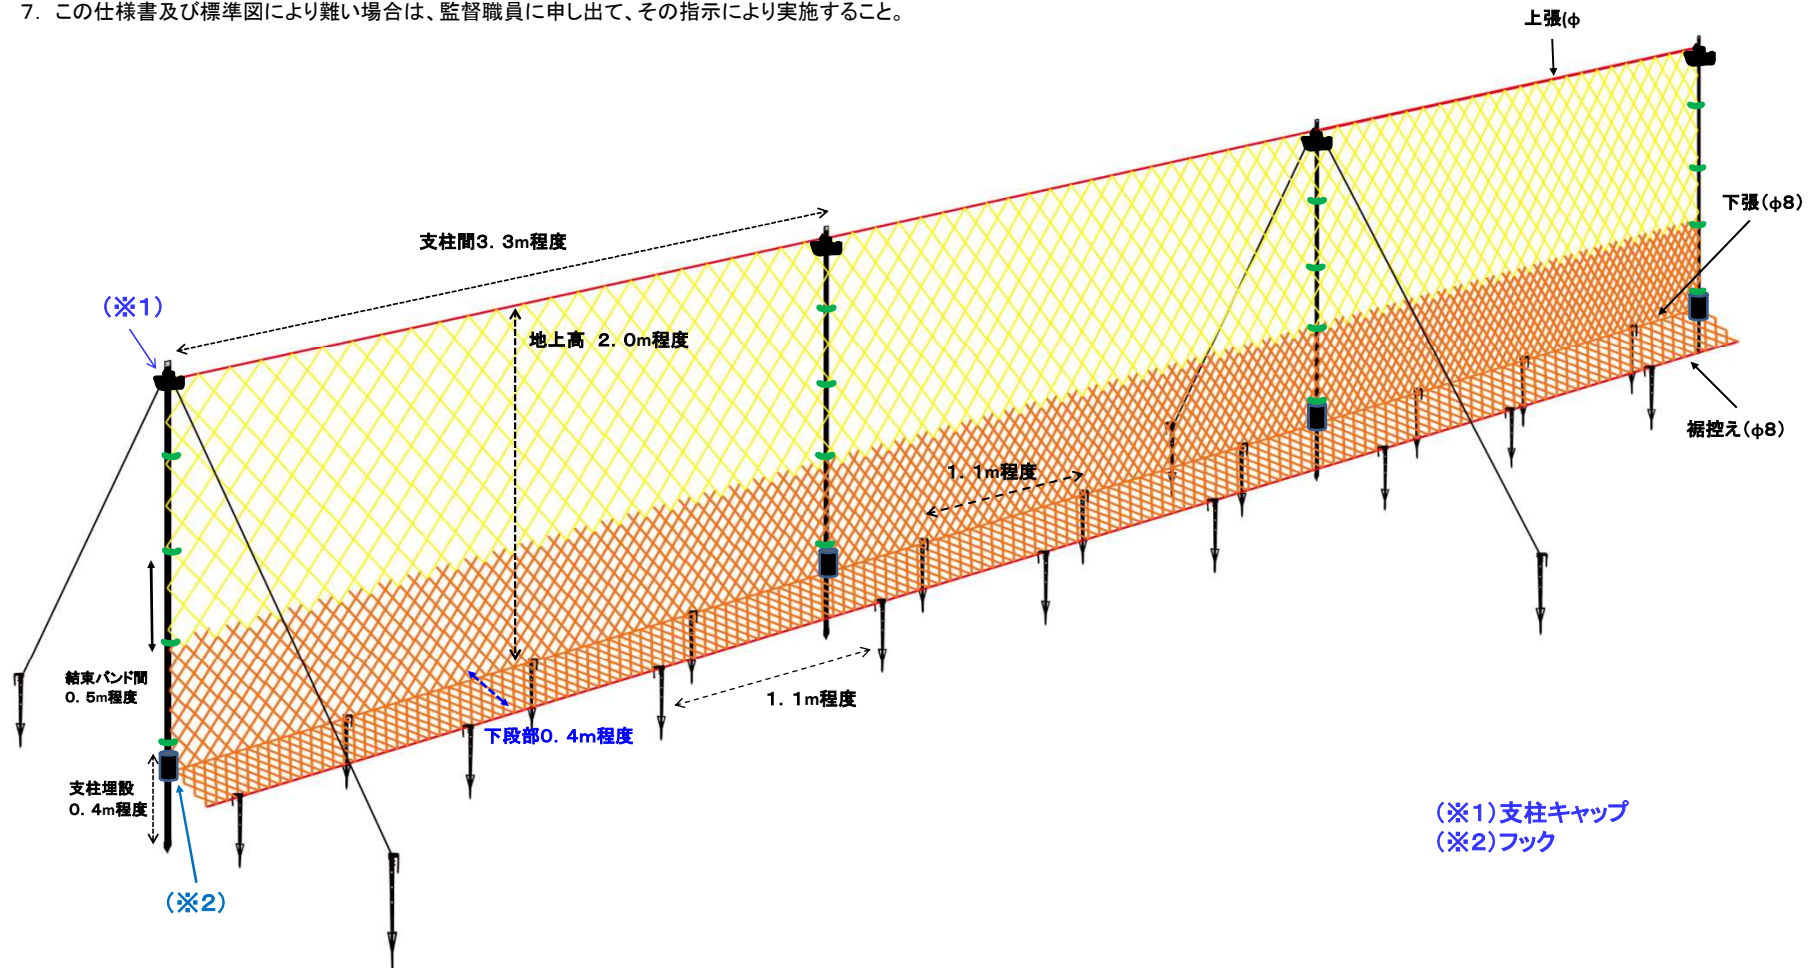 ７．この仕様書及び標準図により難い場合は、監督職員に申し出て、その指示により実施すること。
上張(φ
下張(φ8)
支柱間3．3m程度
(※1)
地上高 2．0m程度
裾控え(φ8)
1．1m程度
結束バンド間
0．5m程度
1．1m程度
下段部0．4m程度
支柱埋設
0．4m程度
(※1)支柱キャップ
(※2)フック
(※2)